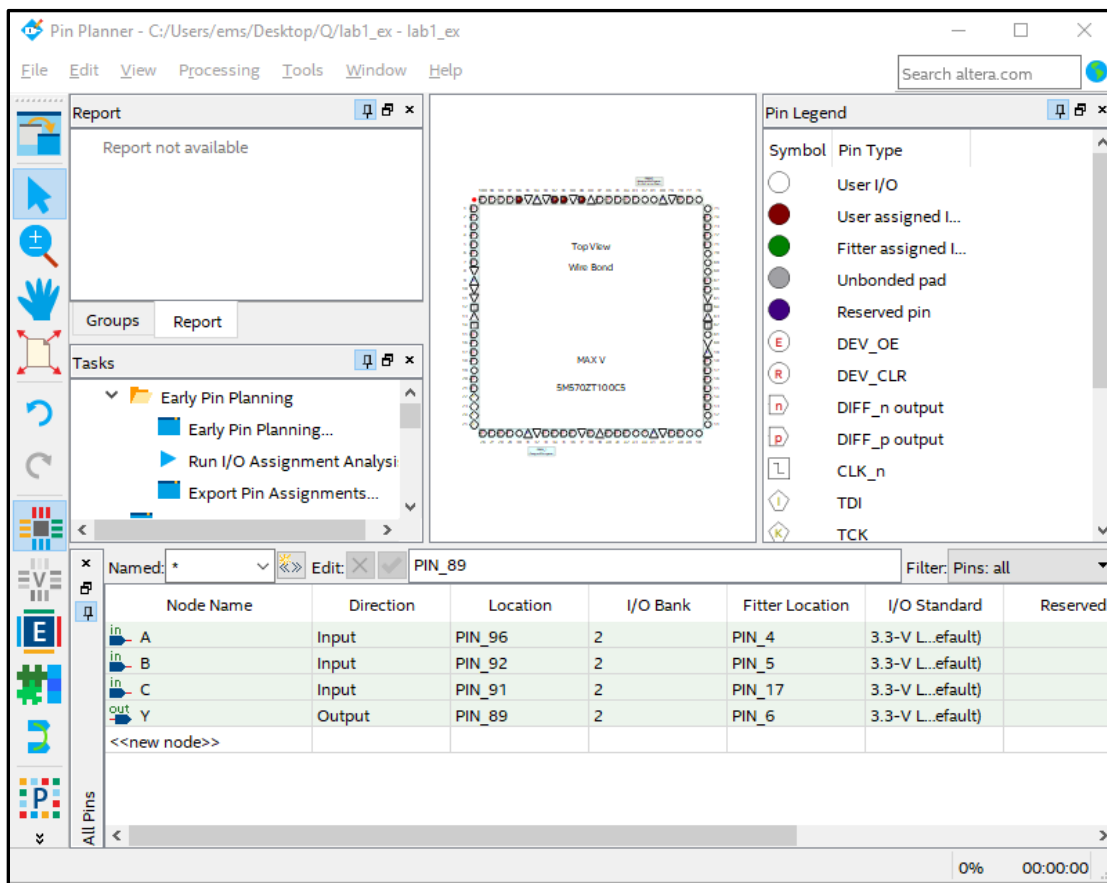 Pin Planner - C:/Users/ems/Desktop/Q/lab1_ex - lab1_ex
File Edit View Processing Tools Window Help
Search altera.com
Report
Report not available
Groups Report
Tasks
Early Pin Planning
Early Pin Planning...
Run I/O Assignment Analysi
Export Pin Assignments...
Top View
Wire Bond
MAX V
5M570ZT100C5
Pin Legend
Symbol Pin Type
User I/O
User assigned I...
Fitter assigned I...
Unbonded pad
Reserved pin
E DEV_OE
R DEV_CLR
n DIFF_n output
p DIFF_p output
CLK_n
I TDI
K TCK
Named: * Edit: PIN_89 Filter: Pins: all
Node Name Direction Location I/O Bank Fitter Location I/O Standard Reserved
in A Input PIN_96 2 PIN_4 3.3-V L...efault)
in B Input PIN_92 2 PIN_5 3.3-V L...efault)
in C Input PIN_91 2 PIN_17 3.3-V L...efault)
out Y Output PIN_89 2 PIN_6 3.3-V L...efault)
<<new node>>
All Pins
0% 00:00:00